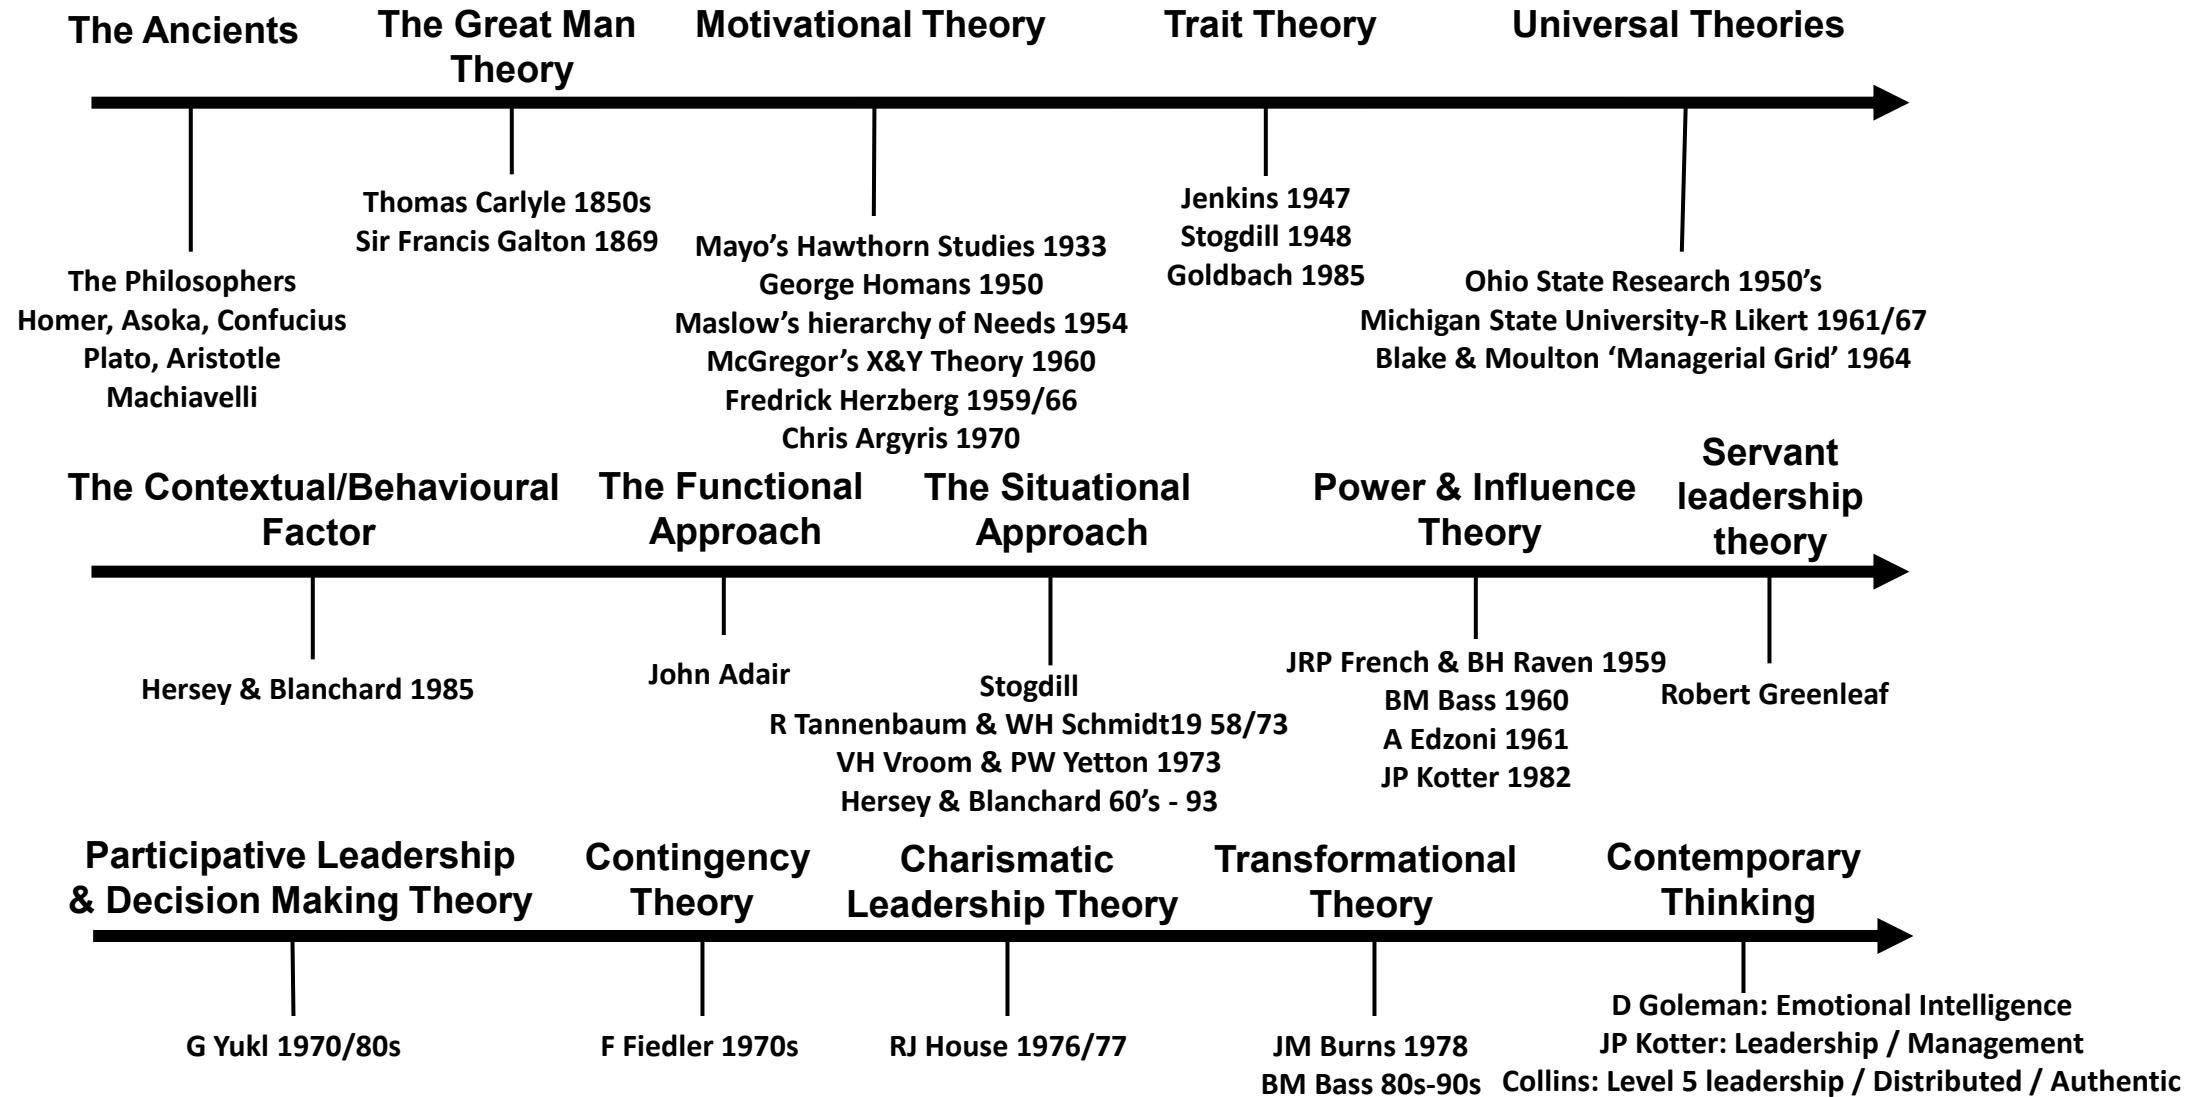 The Ancients
The Great Man
Theory
Motivational Theory
Trait Theory
Universal Theories
The Philosophers
Homer, Asoka, Confucius
Plato, Aristotle
Machiavelli
Thomas Carlyle 1850s
Sir Francis Galton 1869
Mayo’s Hawthorn Studies 1933
George Homans 1950
Maslow’s hierarchy of Needs 1954
McGregor’s X&Y Theory 1960
Fredrick Herzberg 1959/66
Chris Argyris 1970
Jenkins 1947
Stogdill 1948
Goldbach 1985
Ohio State Research 1950’s
Michigan State University-R Likert 1961/67
Blake & Moulton ‘Managerial Grid’ 1964
The Contextual/Behavioural
Factor
The Functional
Approach
The Situational
Approach
Power & Influence
Theory
Servant
leadership
theory
Hersey & Blanchard 1985
John Adair
Stogdill
R Tannenbaum & WH Schmidt19 58/73
VH Vroom & PW Yetton 1973
Hersey & Blanchard 60’s - 93
JRP French & BH Raven 1959
BM Bass 1960
A Edzoni 1961
JP Kotter 1982
Robert Greenleaf
Participative Leadership
& Decision Making Theory
Contingency
Theory
Charismatic
Leadership Theory
Transformational
Theory
Contemporary
Thinking
G Yukl 1970/80s
F Fiedler 1970s
RJ House 1976/77
JM Burns 1978
BM Bass 80s-90s
D Goleman: Emotional Intelligence
JP Kotter: Leadership / Management
Collins: Level 5 leadership / Distributed / Authentic